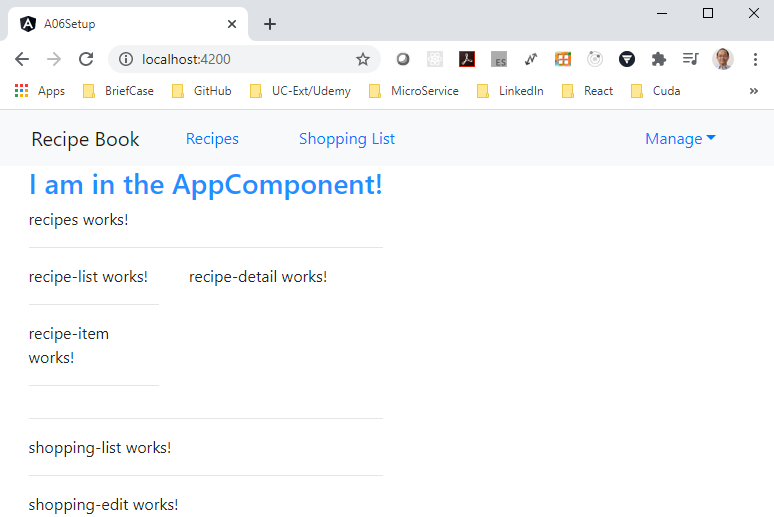 A06Setup
localhost:4200
ES
Apps BriefCase GitHub UC-Ext/Udemy MicroService LinkedIn React Cuda »
Recipe Book Recipes Shopping List Manage
I am in the AppComponent!
recipes works!
recipe-list works! recipe-detail works!
recipe-item
works!
shopping-list works!
shopping-edit works!